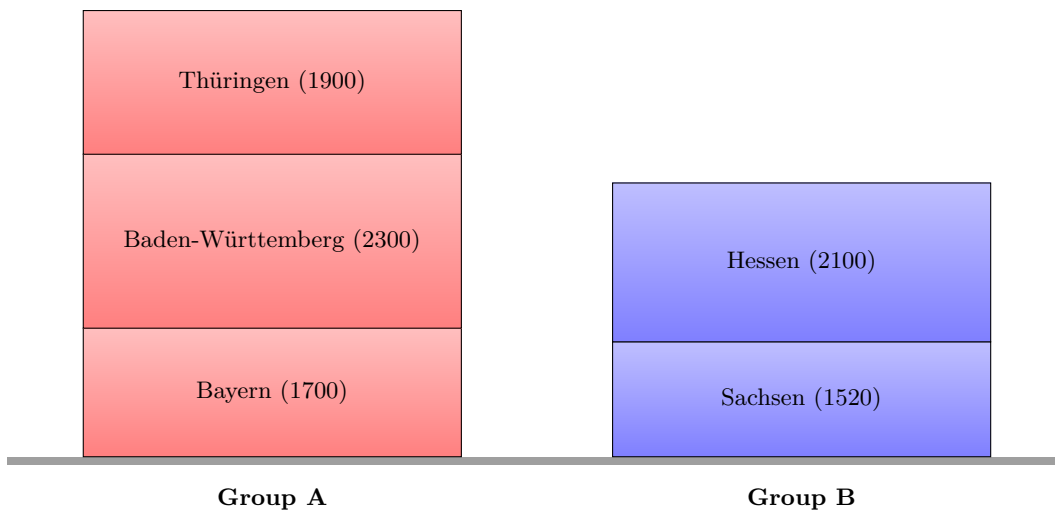 Thüringen (1900)
Baden-Württemberg (2300)
Bayern (1700)
Hessen (2100)
Sachsen (1520)
Group A
Group B